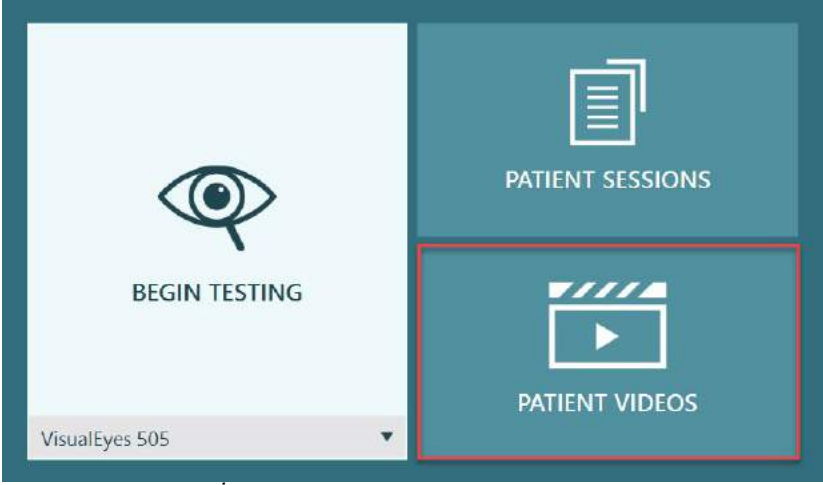 BEGIN TESTING
VisualEyes 505
PATIENT SESSIONS
PATIENT VIDEOS